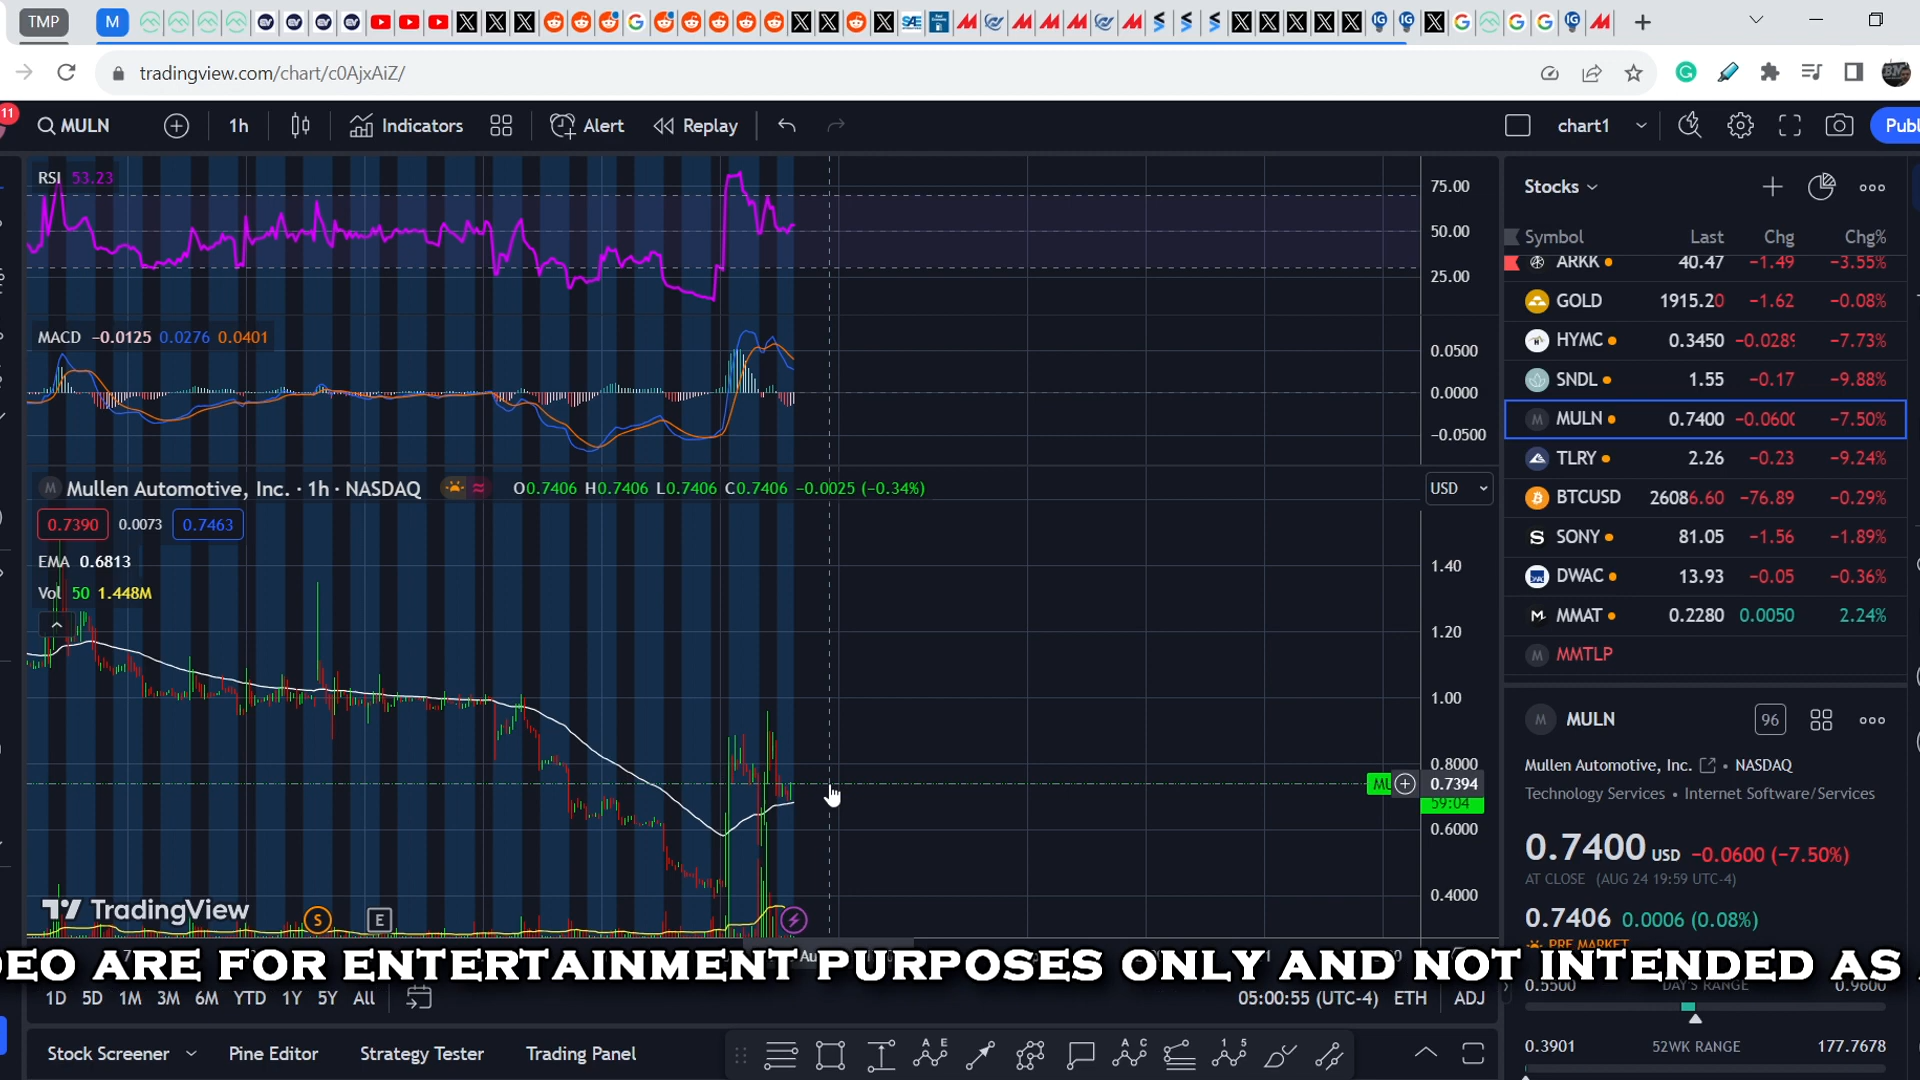 TMP
M
tradingview.com/chart/c0AjxAiZ/
11
MULN
1h
Indicators
Alert
Replay
chart1
Publ
RSI 53.23
75.00
50.00
25.00
MACD −0.0125 0.0276 0.0401
0.0500
0.0000
−0.0500
Mullen Automotive, Inc. · 1h · NASDAQ
O0.7406 H0.7406 L0.7406 C0.7406 −0.0025 (−0.34%)
USD
0.7390 0.0073 0.7463
EMA 0.6813
Vol 50 1.448M
1.40
1.20
1.00
0.8000
MU
0.7394
59:04
0.6000
0.4000
TradingView
S
E
Stocks
Symbol Last Chg Chg%
ARKK 40.47 −1.49 −3.55%
GOLD 1915.20 −1.62 −0.08%
HYMC 0.3450 −0.0289 −7.73%
SNDL 1.55 −0.17 −9.88%
MULN 0.7400 −0.0600 −7.50%
TLRY 2.26 −0.23 −9.24%
BTCUSD 26086.60 −76.89 −0.29%
SONY 81.05 −1.56 −1.89%
DWAC 13.93 −0.05 −0.36%
MMAT 0.2280 0.0050 2.24%
MMTLP
M MULN
96
Mullen Automotive, Inc. • NASDAQ
Technology Services • Internet Software/Services
0.7400 USD −0.0600 (−7.50%)
AT CLOSE (AUG 24 19:59 UTC-4)
0.7406 0.0006 (0.08%)
PRE MARKET
DEO ARE FOR ENTERTAINMENT PURPOSES ONLY AND NOT INTENDED AS
0.5500 DAY'S RANGE 0.9600
0.3901 52WK RANGE 177.7678
1D 5D 1M 3M 6M YTD 1Y 5Y All
05:00:55 (UTC-4) ETH ADJ
Stock Screener Pine Editor Strategy Tester Trading Panel